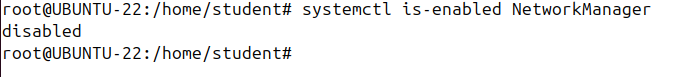 root@UBUNTU-22:/home/student# systemctl is-enabled NetworkManager
disabled
root@UBUNTU-22:/home/student#